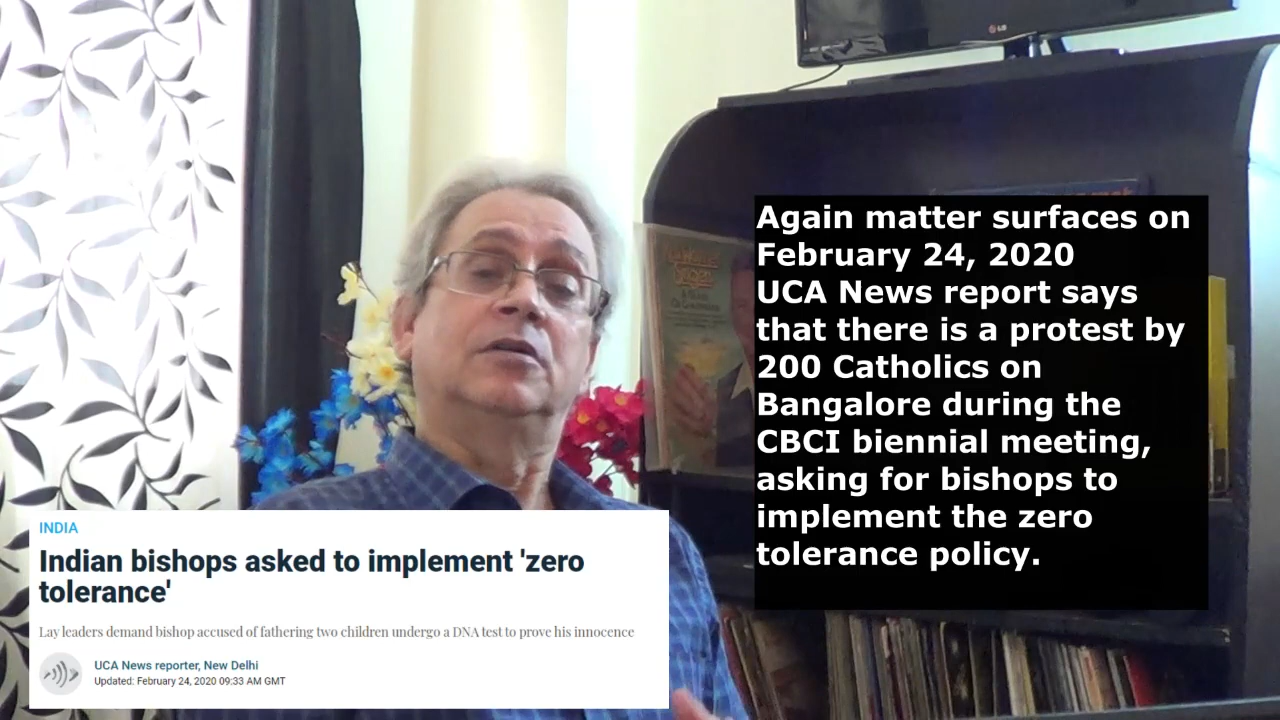 LG
Again matter surfaces on
February 24, 2020
UCA News report says
that there is a protest by
200 Catholics on
Bangalore during the
CBCI biennial meeting,
asking for bishops to
implement the zero
tolerance policy.
INDIA
Indian bishops asked to implement 'zero
tolerance'
Lay leaders demand bishop accused of fathering two children undergo a DNA test to prove his innocence
UCA News reporter, New Delhi
Updated: February 24, 2020 09:33 AM GMT